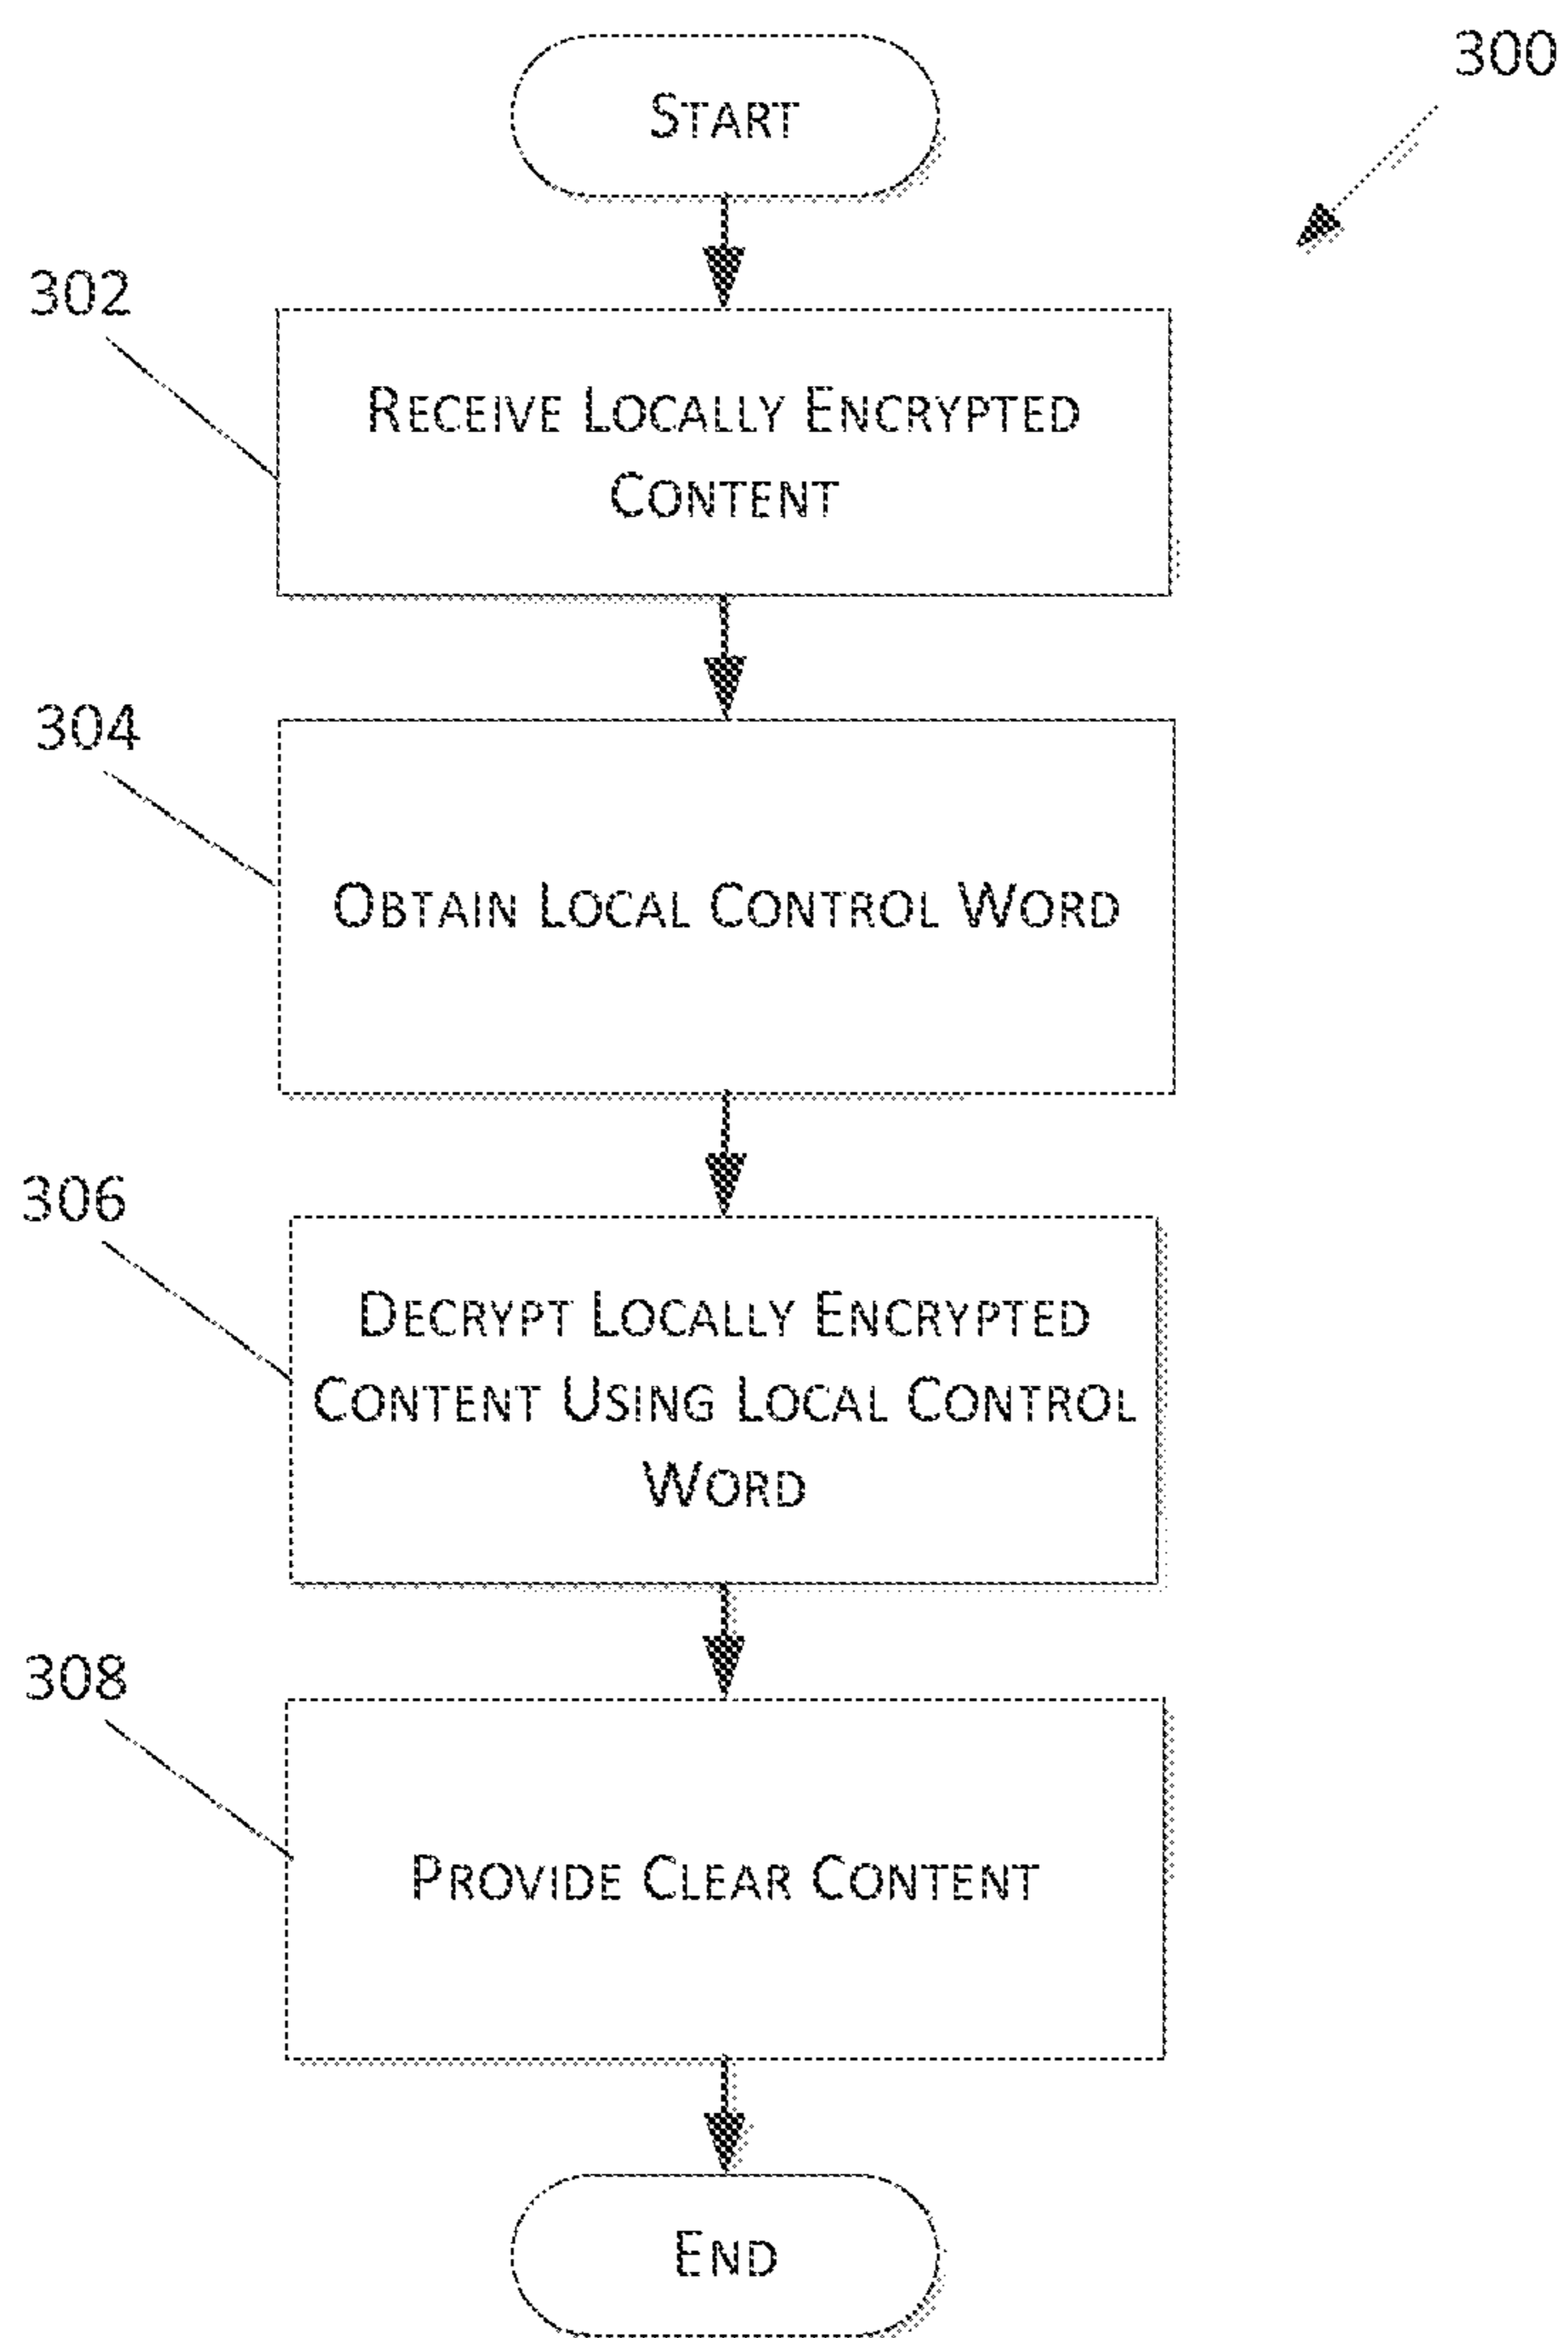 START
300
302
RECEIVE LOCALLY ENCRYPTED
CONTENT
304
OBTAIN LOCAL CONTROL WORD
306
DECRYPT LOCALLY ENCRYPTED
CONTENT USING LOCAL CONTROL
WORD
308
PROVIDE CLEAR CONTENT
END